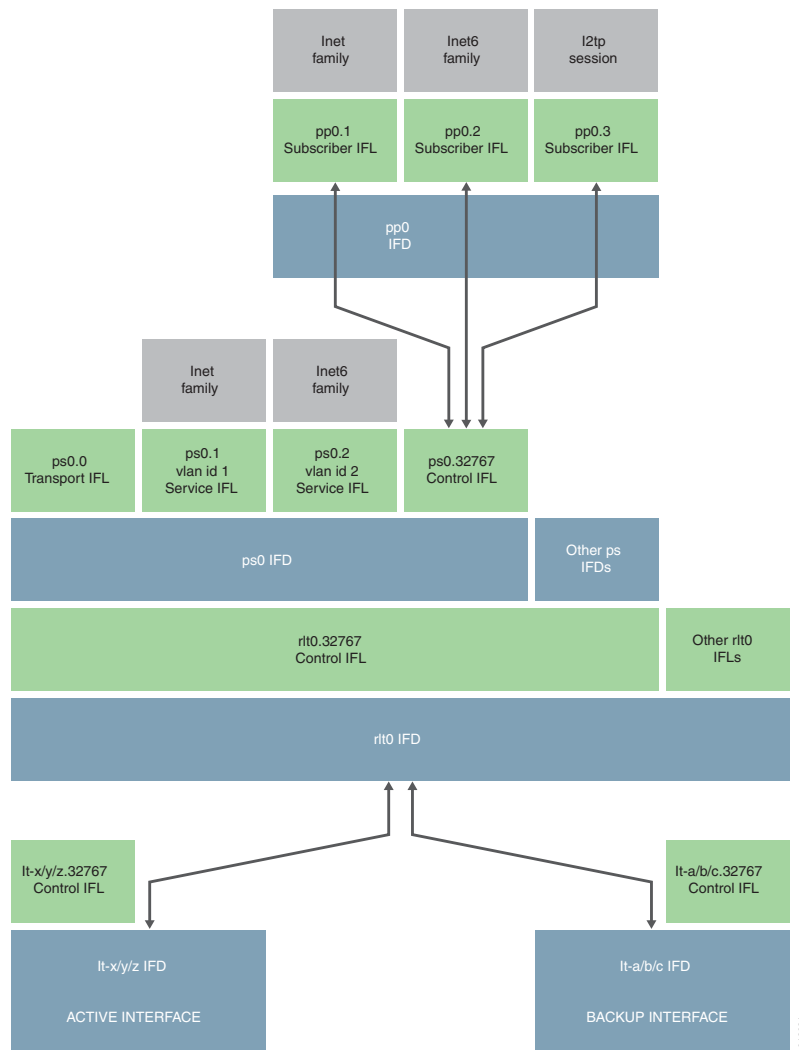 Inet
family
Inet6
family
l2tp
session
pp0.1
Subscriber IFL
pp0.2
Subscriber IFL
pp0.3
Subscriber IFL
pp0
IFD
Inet
family
Inet6
family
ps0.0
Transport IFL
ps0.1
vlan id 1
Service IFL
ps0.2
vlan id 2
Service IFL
ps0.32767
Control IFL
ps0 IFD
Other ps
IFDs
rlt0.32767
Control IFL
Other rlt0
IFLs
rlt0 IFD
lt-x/y/z.32767
Control IFL
lt-a/b/c.32767
Control IFL
lt-x/y/z IFD
ACTIVE INTERFACE
lt-a/b/c IFD
BACKUP INTERFACE